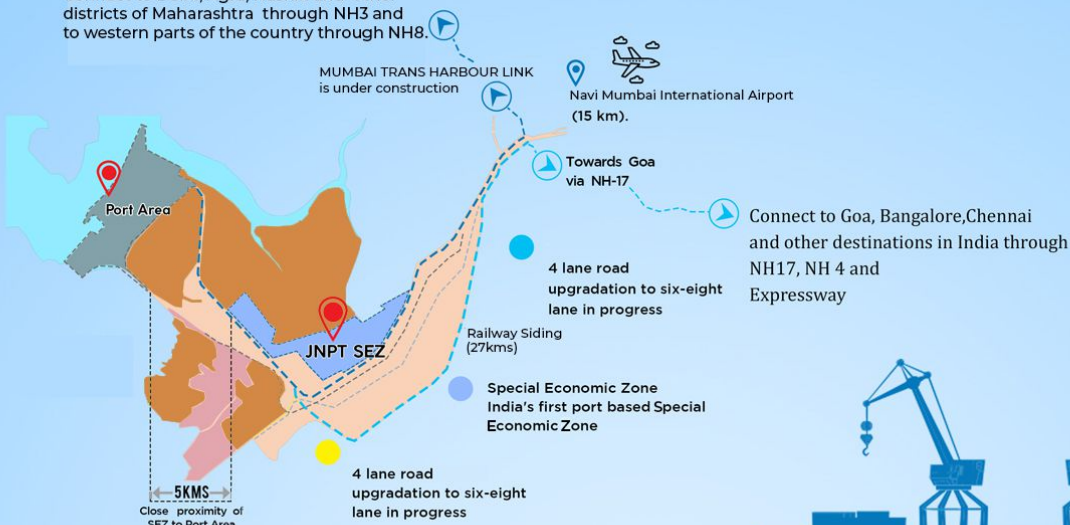 districts of Maharashtra through NH3 and
to western parts of the country through NH8.
MUMBAI TRANS HARBOUR LINK
is under construction
Navi Mumbai International Airport
(15 km).
Towards Goa
via NH-17
Port Area
Connect to Goa, Bangalore,Chennai
and other destinations in India through
NH17, NH 4 and
Expressway
4 lane road
upgradation to six-eight
lane in progress
Railway Siding
(27kms)
JNPT SEZ
Special Economic Zone
India's first port based Special
Economic Zone
4 lane road
upgradation to six-eight
lane in progress
5KMS
Close proximity of
SEZ to Port Area